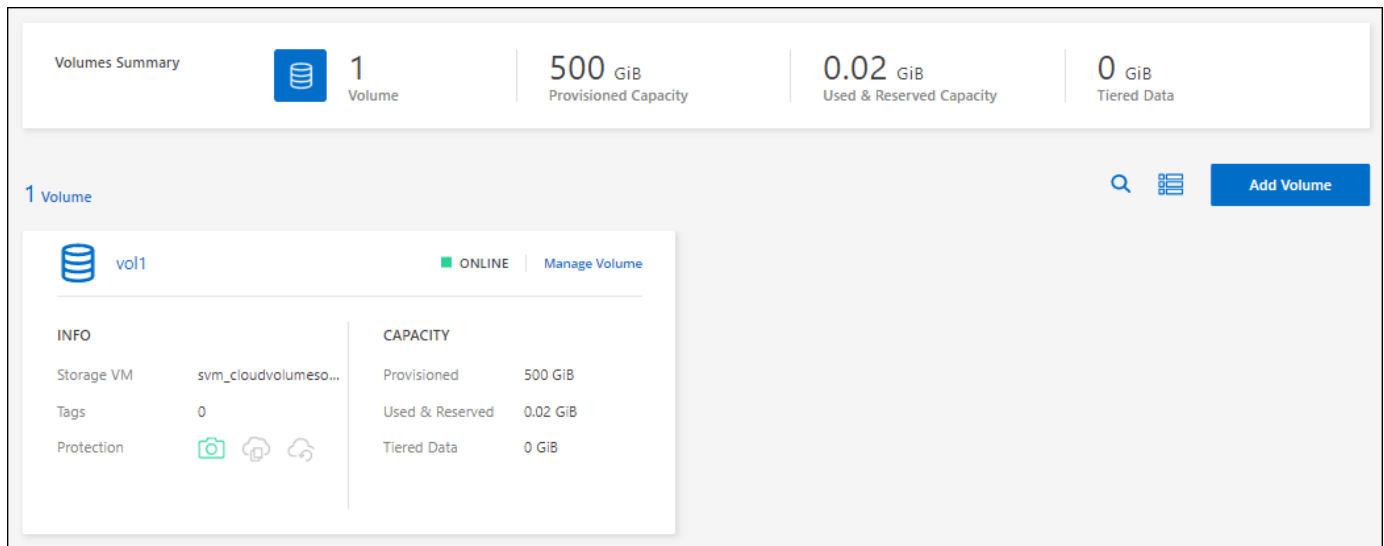 Volumes Summary
1
Volume
500 GiB
Provisioned Capacity
0.02 GiB
Used & Reserved Capacity
0 GiB
Tiered Data
1 Volume
Add Volume
vol1
ONLINE
Manage Volume
INFO
CAPACITY
Storage VM svm_cloudvolumeso...
Provisioned 500 GiB
Tags 0
Used & Reserved 0.02 GiB
Protection
Tiered Data 0 GiB